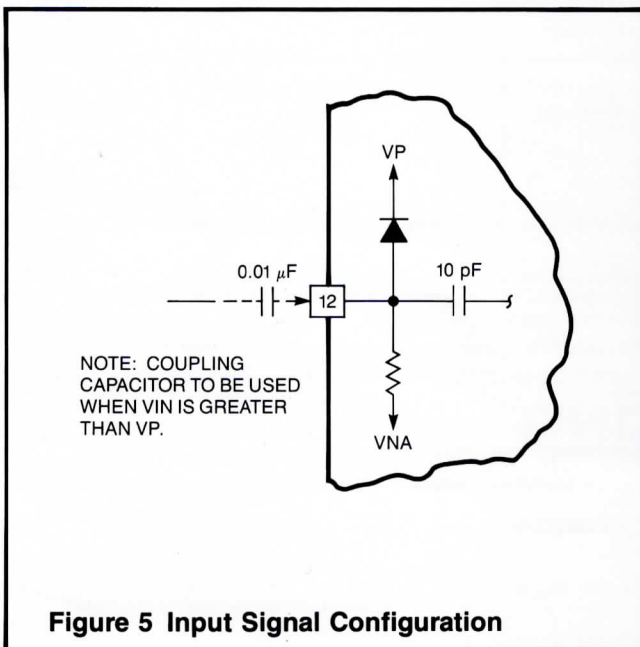 VP
0.01 μF
12
10 pF
NOTE: COUPLING
CAPACITOR TO BE USED
WHEN VIN IS GREATER
THAN VP.
VNA
Figure 5 Input Signal Configuration